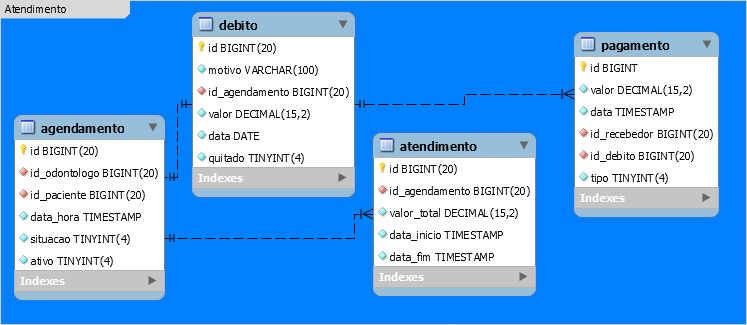 Atendimento
debito
id BIGINT(20)
motivo VARCHAR(100)
id_agendamento BIGINT(20)
valor DECIMAL(15,2)
data DATE
quitado TINYINT(4)
Indexes
pagamento
id BIGINT
valor DECIMAL(15,2)
data TIMESTAMP
id_recebedor BIGINT(20)
id_debito BIGINT(20)
tipo TINYINT(4)
Indexes
agendamento
id BIGINT(20)
id_odontologo BIGINT(20)
id_paciente BIGINT(20)
data_hora TIMESTAMP
situacao TINYINT(4)
ativo TINYINT(4)
Indexes
atendimento
id BIGINT(20)
id_agendamento BIGINT(20)
valor_total DECIMAL(15,2)
data_inicio TIMESTAMP
data_fim TIMESTAMP
Indexes